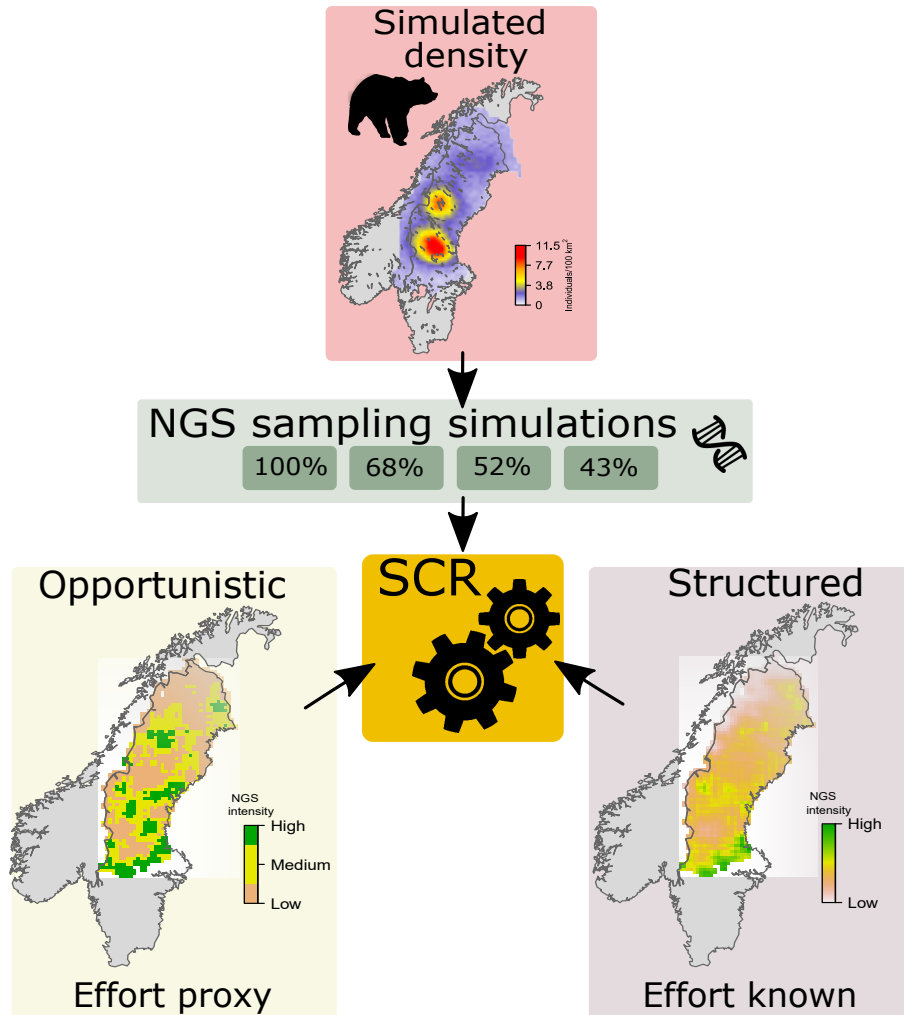 Simulated
density
11.5
7.7
3.8
0
Individuals/100 km²
NGS sampling simulations
100% 68% 52% 43%
SCR
Opportunistic
NGS
intensity
High
Medium
Low
Effort proxy
Structured
NGS
intensity
High
Low
Effort known